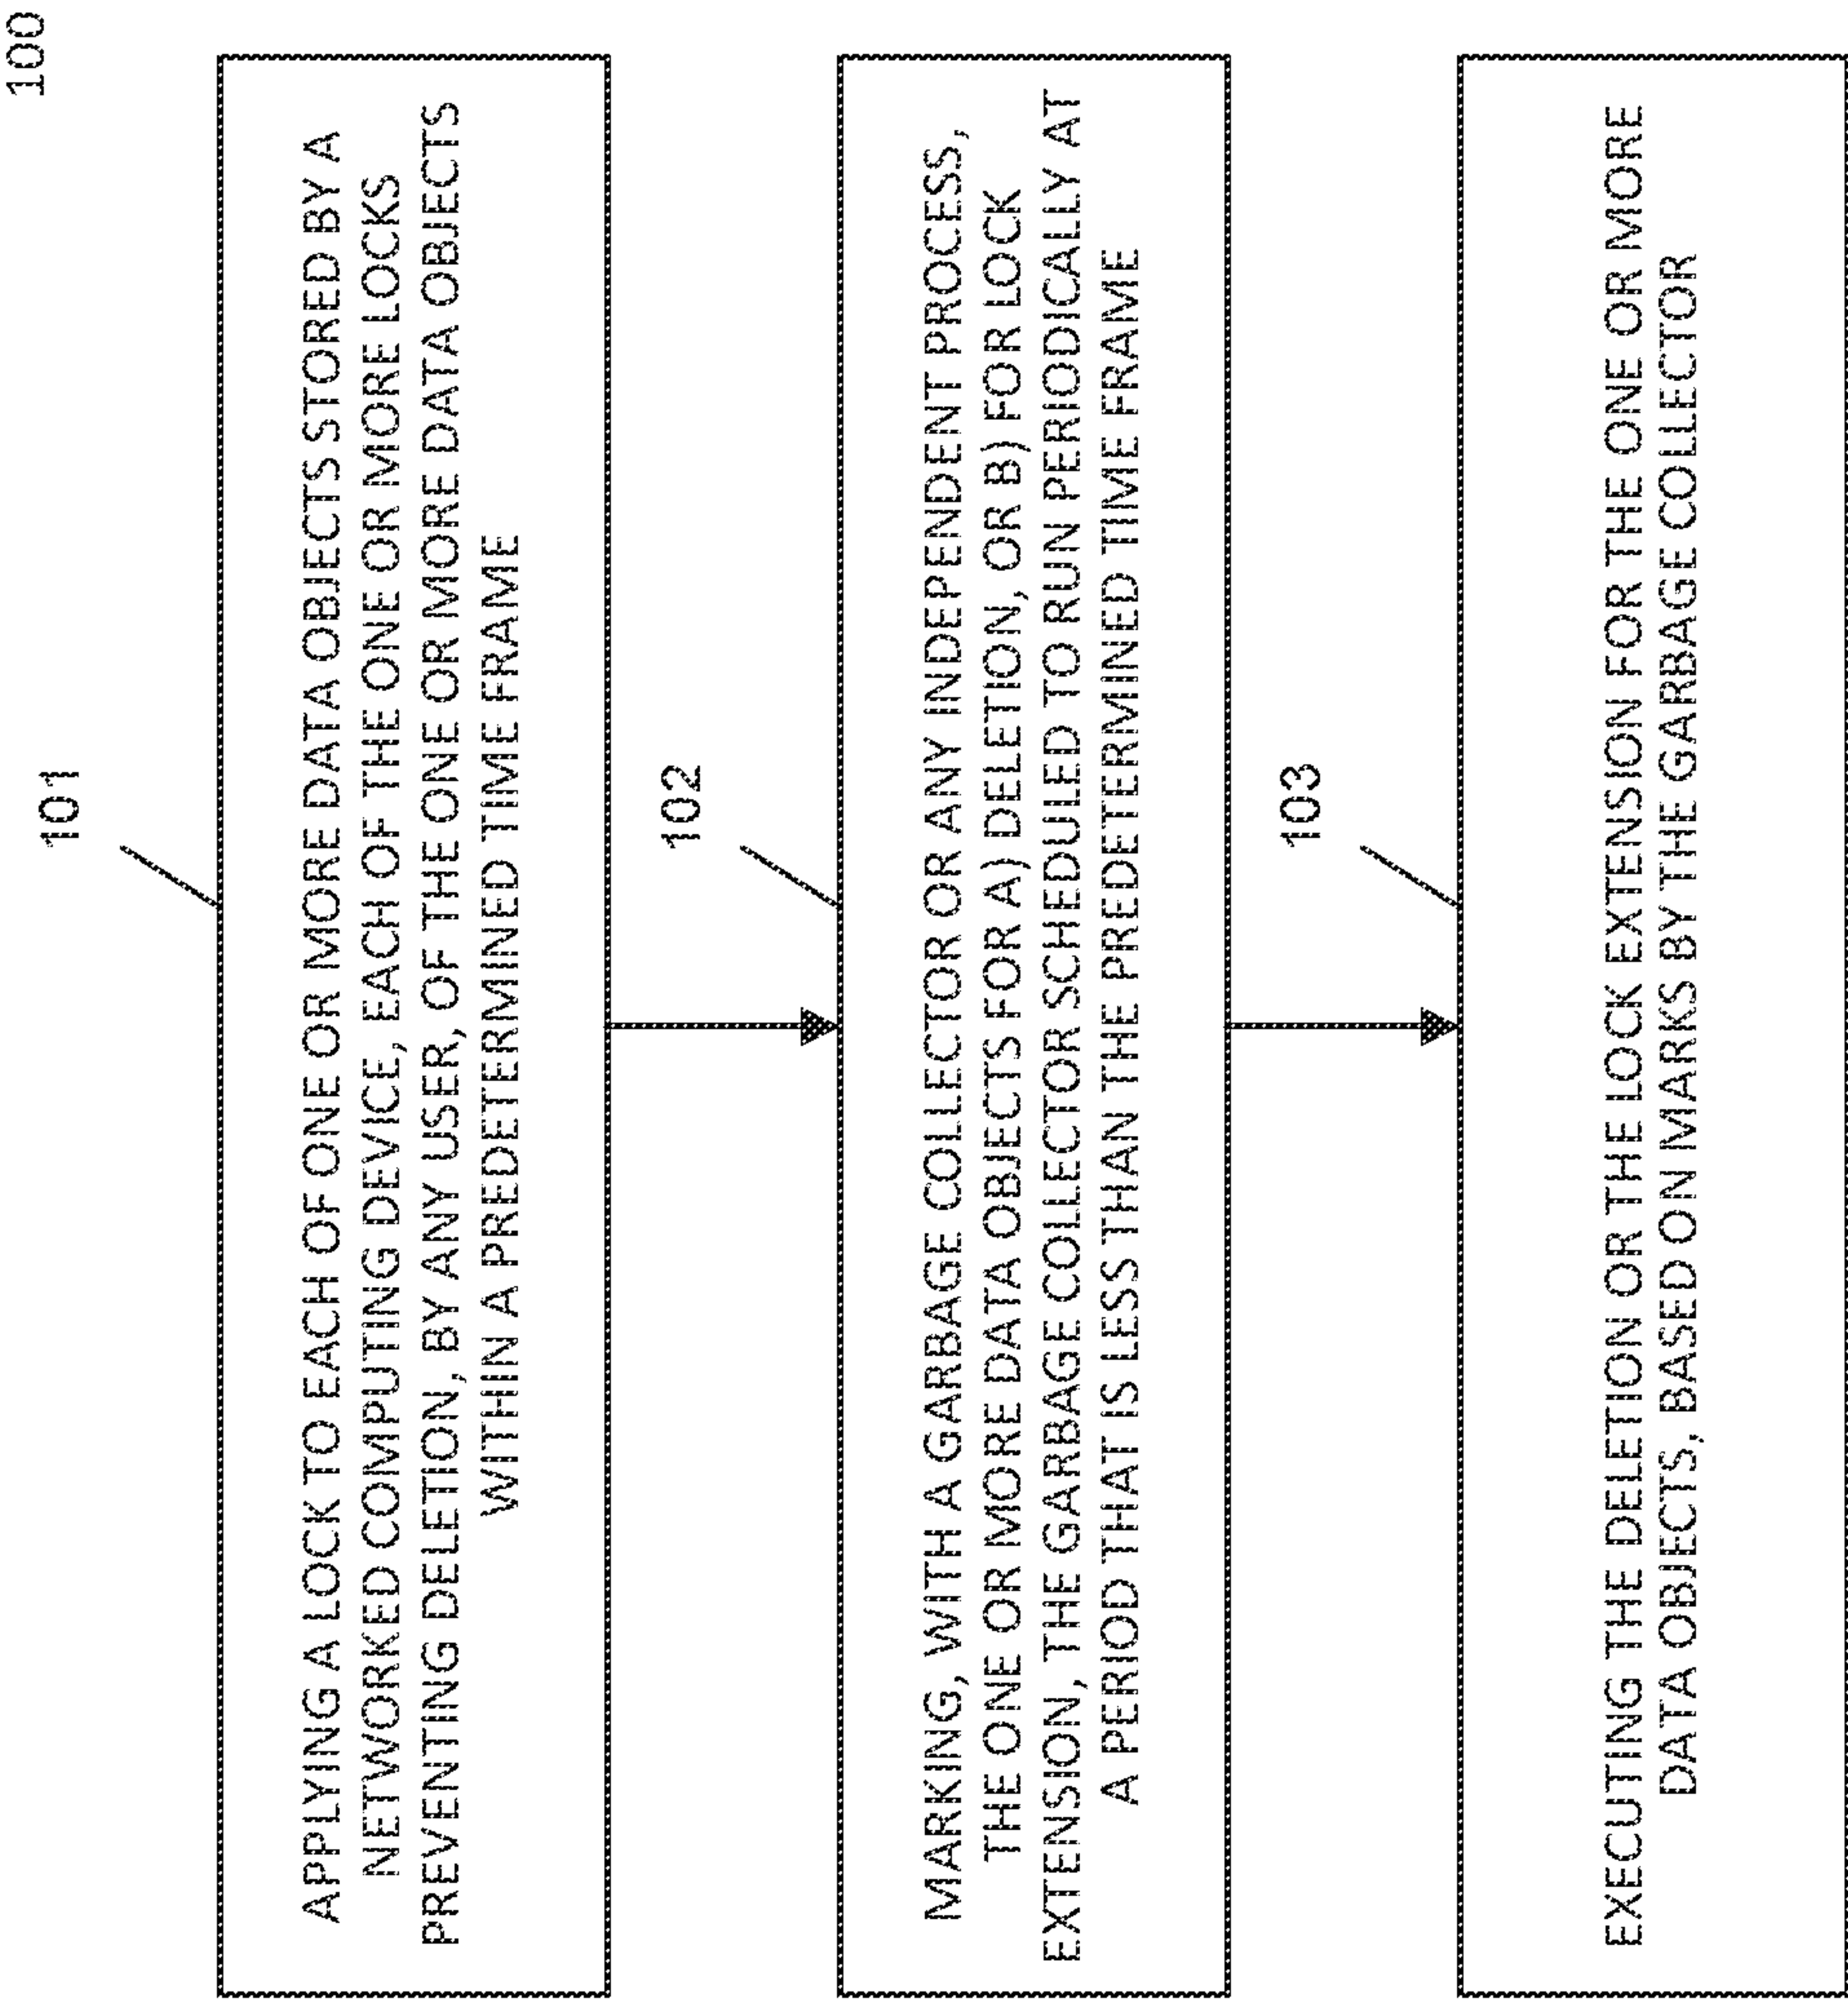 100
101
APPLYING A LOCK TO EACH OF ONE OR MORE DATA OBJECTS STORED BY A
NETWORKED COMPUTING DEVICE, EACH OF THE ONE OR MORE LOCKS
PREVENTING DELETION, BY ANY USER, OF THE ONE OR MORE DATA OBJECTS
WITHIN A PREDETERMINED TIME FRAME
102
MARKING, WITH A GARBAGE COLLECTOR OR ANY INDEPENDENT PROCESS,
THE ONE OR MORE DATA OBJECTS FOR A) DELETION, OR B) FOR LOCK
EXTENSION, THE GARBAGE COLLECTOR SCHEDULED TO RUN PERIODICALLY AT
A PERIOD THAT IS LESS THAN THE PREDETERMINED TIME FRAME
103
EXECUTING THE DELETION OR THE LOCK EXTENSION FOR THE ONE OR MORE
DATA OBJECTS, BASED ON MARKS BY THE GARBAGE COLLECTOR